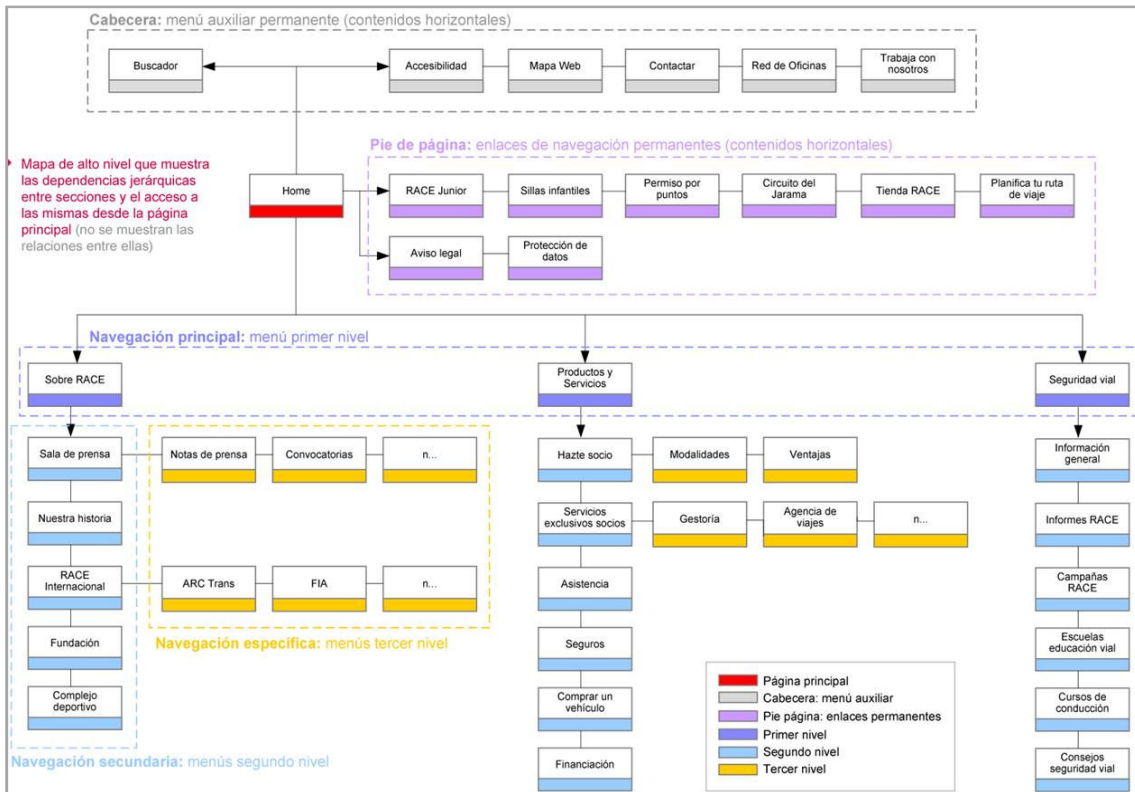 Cabecera: menú auxiliar permanente (contenidos horizontales)
Buscador
Accesibilidad
Mapa Web
Contactar
Red de Oficinas
Trabaja con
nosotros
Mapa de alto nivel que muestra
las dependencias jerárquicas
entre secciones y el acceso a
a las mismas desde la página
principal (no se muestran las
relaciones entre ellas)
Pie de página: enlaces de navegación permanentes (contenidos horizontales)
Home
RACE Junior
Sillas infantiles
Permiso por
puntos
Circuito del
Jarama
Tienda RACE
Planifica tu ruta
de viaje
Aviso legal
Protección de
datos
Navegación principal: menú primer nivel
Sobre RACE
Productos y
Servicios
Seguridad vial
Sala de prensa
Notas de prensa
Convocatorias
n...
Hazte socio
Modalidades
Ventajas
Información
general
Nuestra historia
Servicios
exclusivos socios
Gestoría
Agencia de
viajes
n...
Informes RACE
RACE
Internacional
ARC Trans
FIA
n...
Asistencia
Campañas
RACE
Navegación específica: menús tercer nivel
Fundación
Seguros
Escuelas
educación vial
Complejo
deportivo
Comprar un
vehículo
Cursos de
conducción
Navegación secundaria: menús segundo nivel
Financiación
Consejos
seguridad vial
Página principal
Cabecera: menú auxiliar
Pie página: enlaces permanentes
Primer nivel
Segundo nivel
Tercer nivel